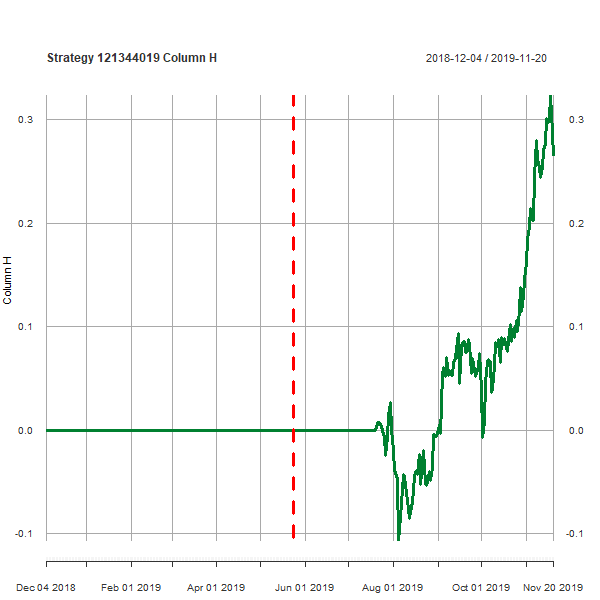 Strategy 121344019 Column H 2018-12-04 / 2019-11-20
0.3 0.3
0.2 0.2
0.1 0.1
0.0 0.0
-0.1 -0.1
Column H
Dec 04 2018 Feb 01 2019 Apr 01 2019 Jun 01 2019 Aug 01 2019 Oct 01 2019 Nov 20 2019